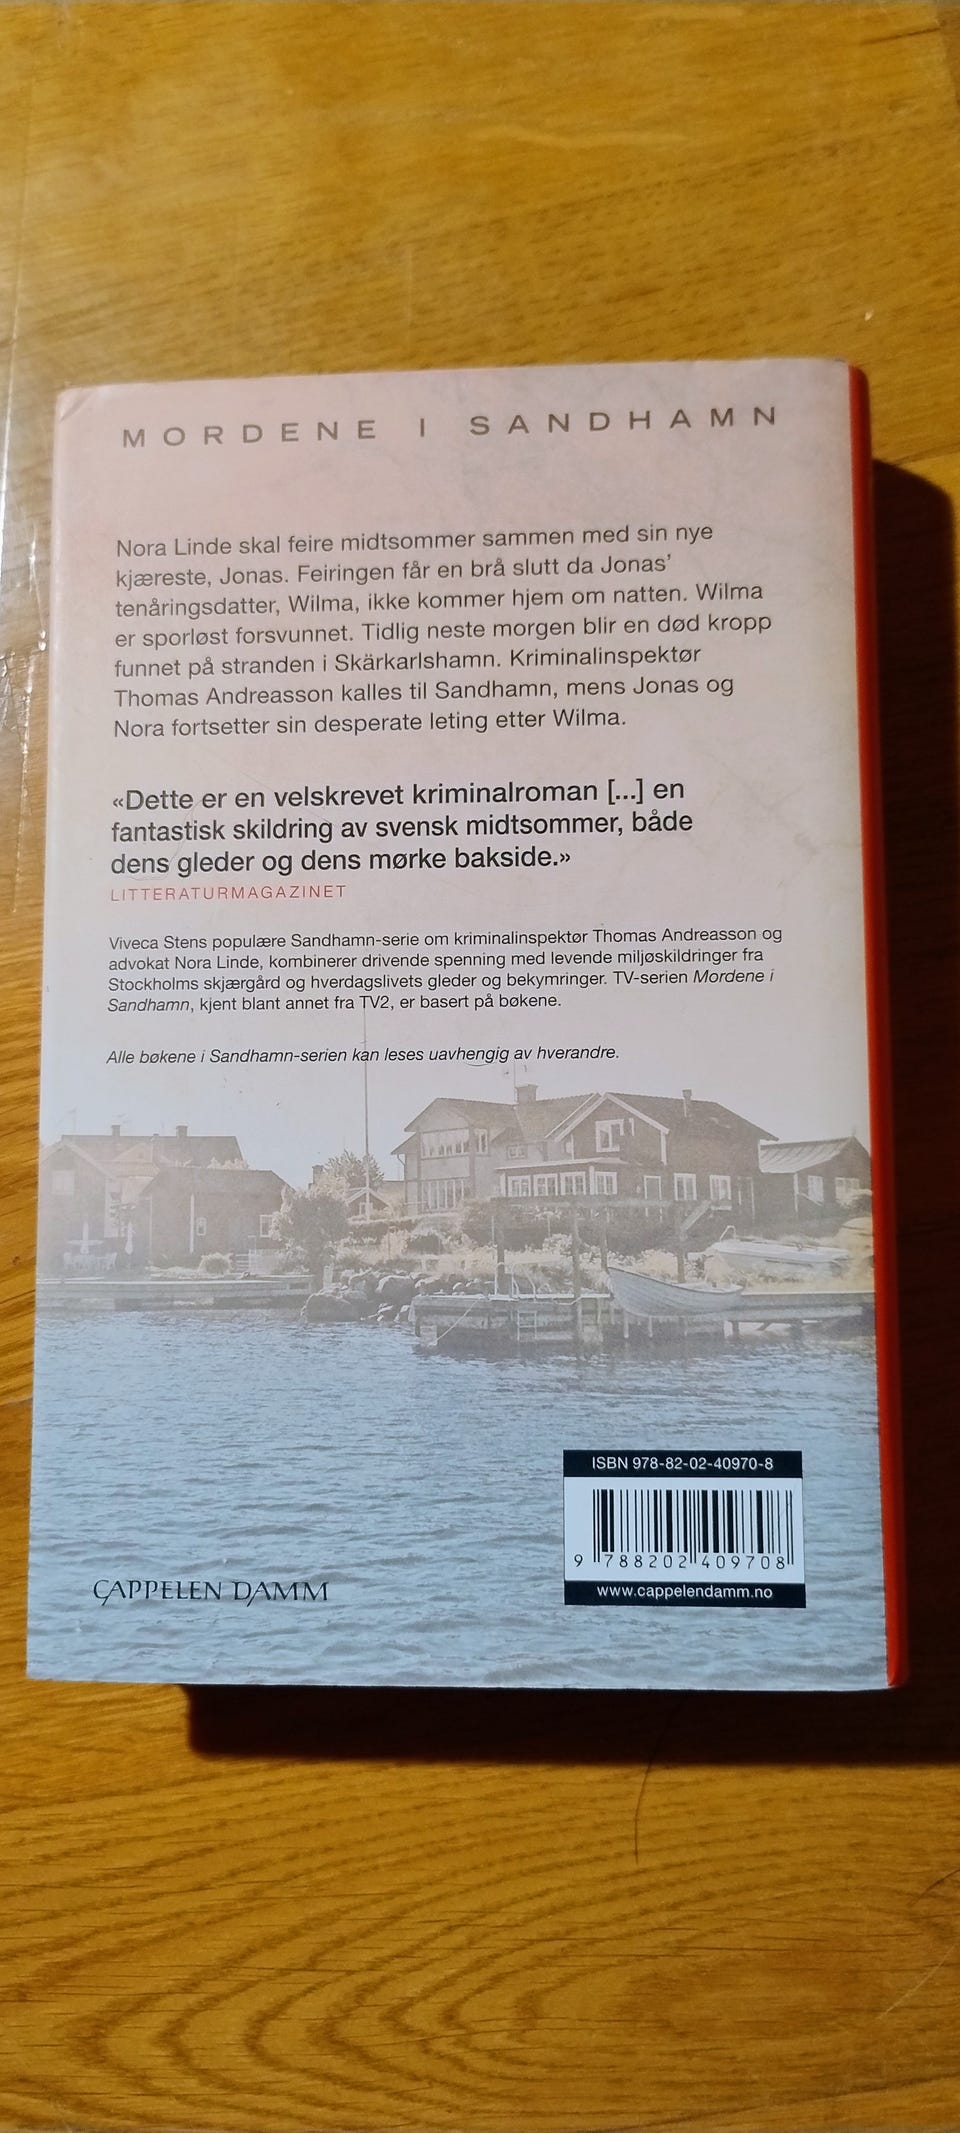 MORDENE I SANDHAMN
Nora Linde skal feire midtsommer sammen med sin nye
kjæreste, Jonas. Feiringen får en brå slutt da Jonas’
tenåringsdatter, Wilma, ikke kommer hjem om natten. Wilma
er sporløst forsvunnet. Tidlig neste morgen blir en død kropp
funnet på stranden i Skärkarlshamn. Kriminalinspektør
Thomas Andreasson kalles til Sandhamn, mens Jonas og
Nora fortsetter sin desperate leting etter Wilma.
«Dette er en velskrevet kriminalroman [...] en
fantastisk skildring av svensk midtsommer, både
dens gleder og dens mørke bakside.»
LITTERATURMAGAZINET
Viveca Stens populære Sandhamn-serie om kriminalinspektør Thomas Andreasson og
advokat Nora Linde, kombinerer drivende spenning med levende miljøskildringer fra
Stockholms skjærgård og hverdagslivets gleder og bekymringer. TV-serien Mordene i
Sandhamn, kjent blant annet fra TV2, er basert på bøkene.
Alle bøkene i Sandhamn-serien kan leses uavhengig av hverandre.
ISBN 978-82-02-40970-8
9 788202 409708
www.cappelendamm.no
CAPPELEN DAMM